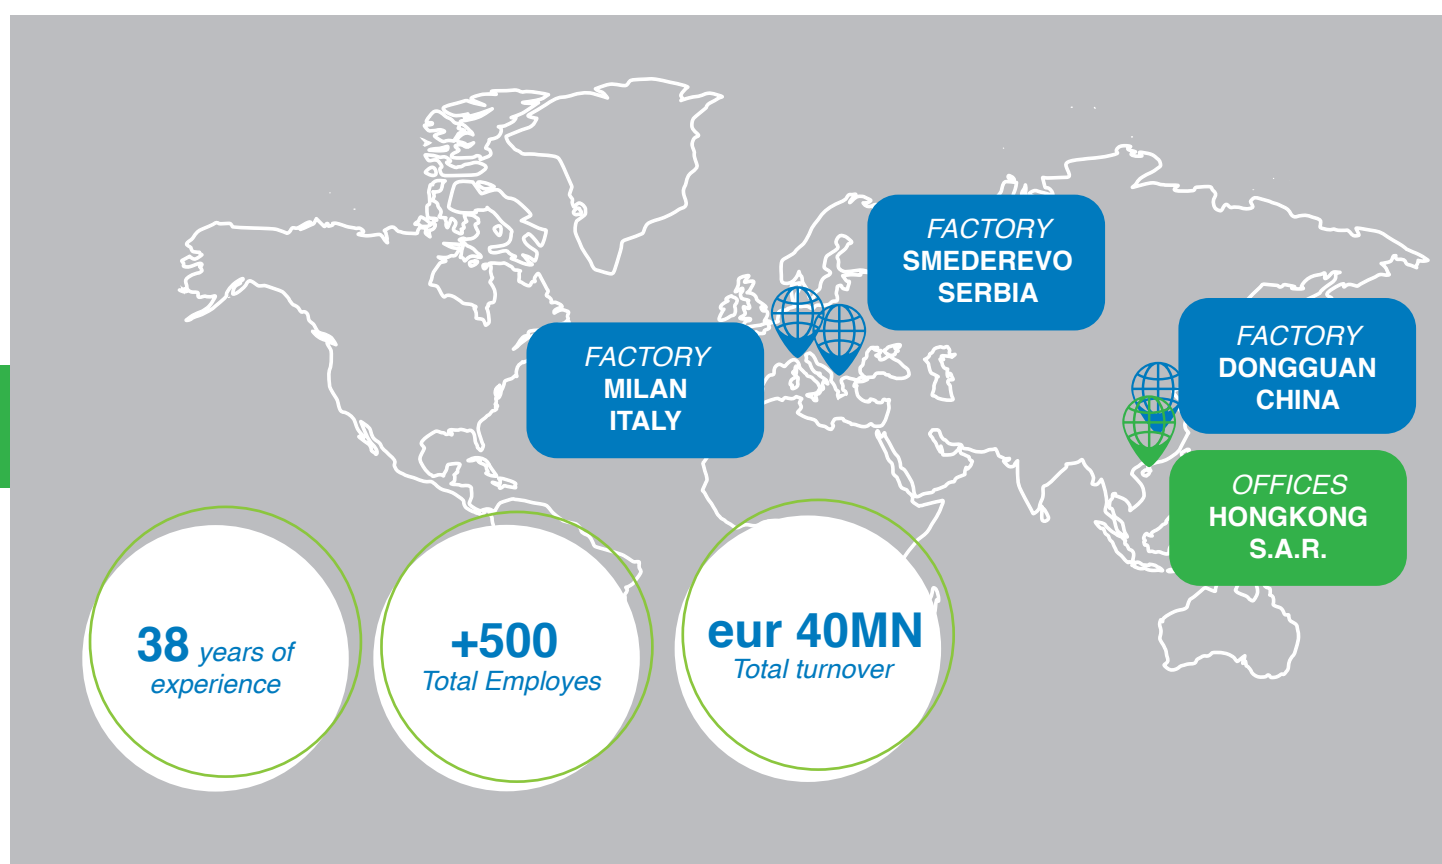 FACTORY
SMEDEREVO
SERBIA
FACTORY
MILAN
ITALY
FACTORY
DONGGUAN
CHINA
OFFICES
HONGKONG
S.A.R.
38 years of
experience
+500
Total Employes
eur 40MN
Total turnover